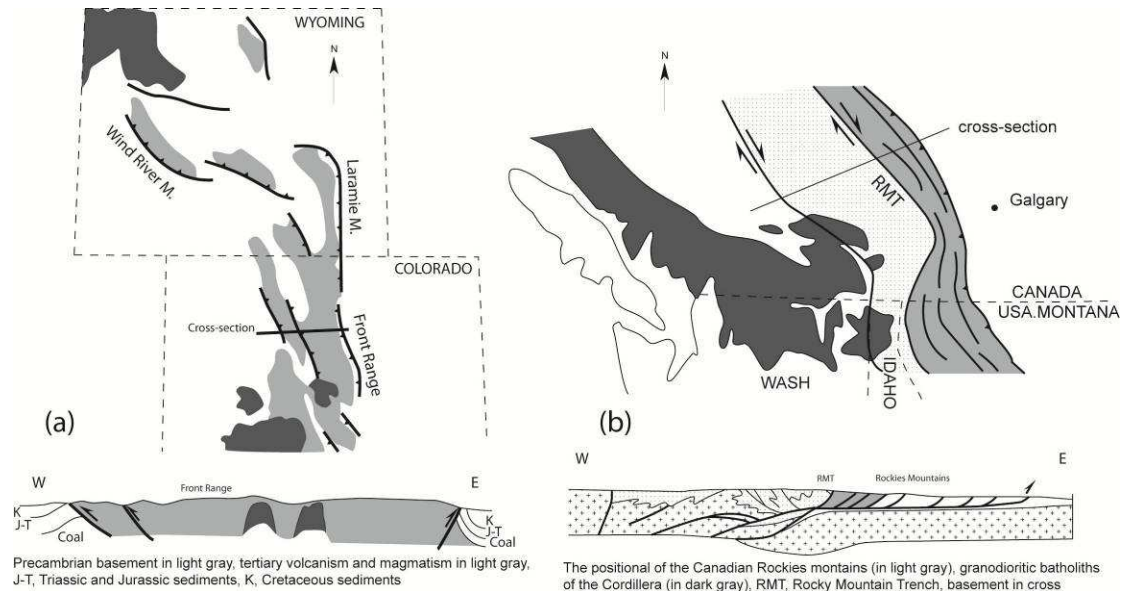 WYOMING
N
Wind River M.
Laramie M.
COLORADO
Cross-section
Front Range
(a)
W
Front Range
E
K
J-T
Coal
K
J-T
Coal
Precambrian basement in light gray, tertiary volcanism and magmatism in light gray,
J-T, Triassic and Jurassic sediments, K, Cretaceous sediments
N
cross-section
RMT
Galgary
CANADA
USA.MONTANA
WASH
IDAHO
(b)
W
E
RMT
Rockies Mountains
The positional of the Canadian Rockies montains (in light gray), granodioritic batholiths
of the Cordillera (in dark gray), RMT, Rocky Mountain Trench, basement in cross